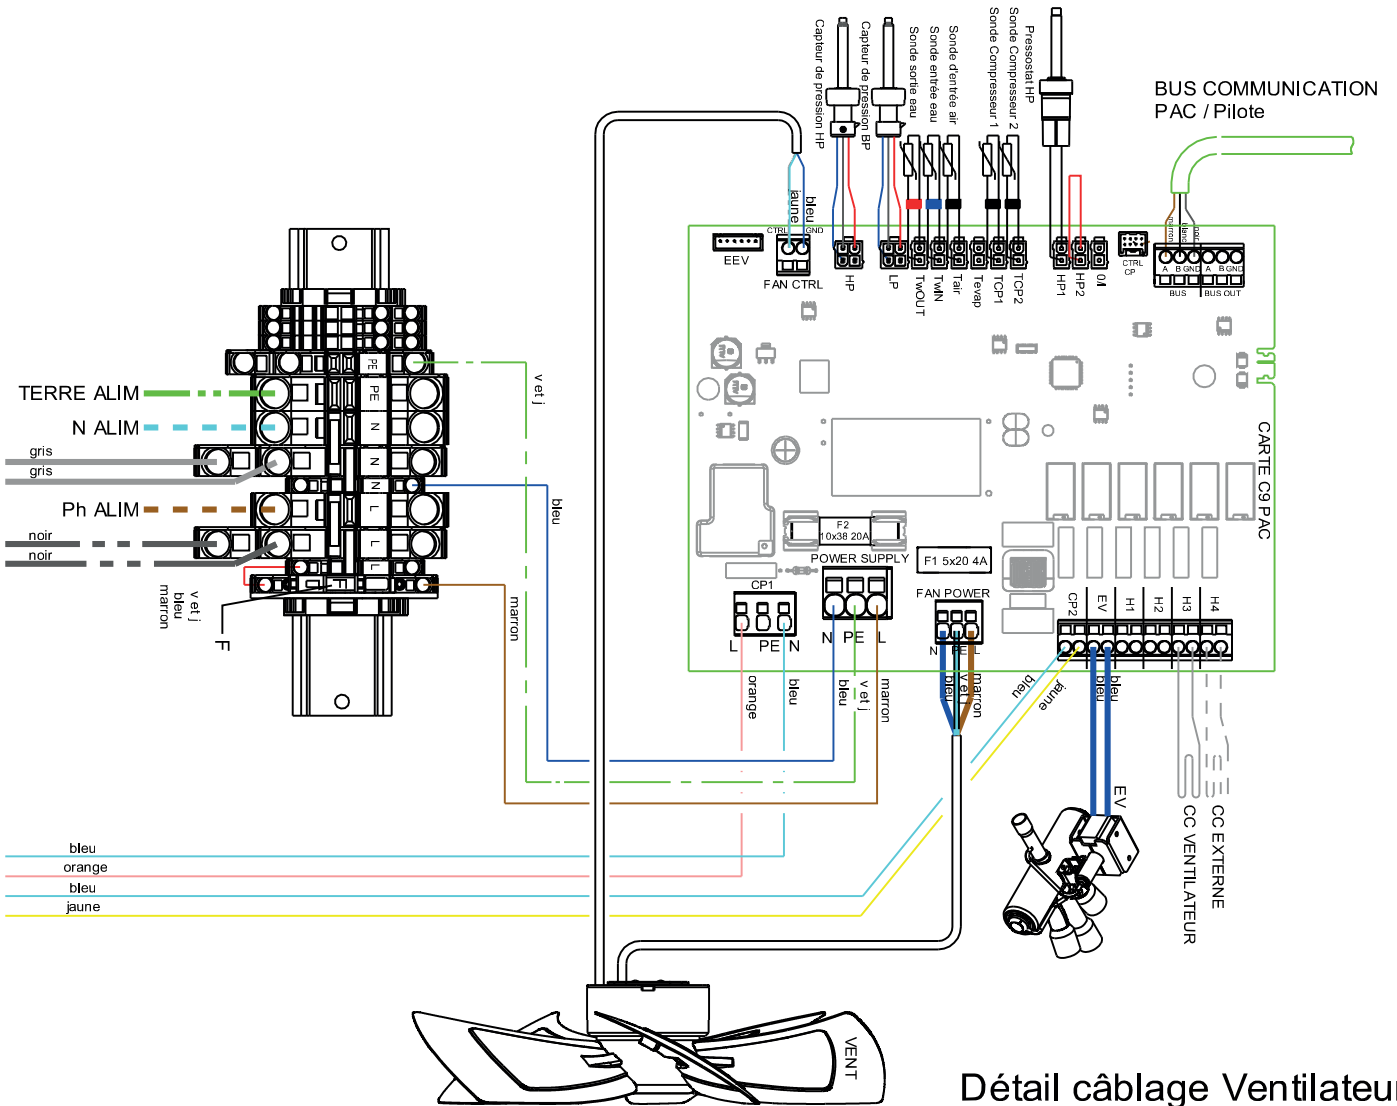 Capteur de pression HP
Capteur de pression BP
Sonde sortie eau
Sonde entrée eau
Sonde d'entrée air
Sonde Compresseur 1
Sonde Compresseur 2
Pressostat HP
BUS COMMUNICATION
PAC / Pilote
jaune
bleu
marron
blanc
noir
CTRL
GND
EEV
FAN CTRL
HP
LP
TwOUT
TwIN
Tair
Tevap
TCP1
TCP2
HP1
HP2
0/I
CTRL
CP
A B GND A B GND
BUS
BUS OUT
PE
TERRE ALIM
PE
N ALIM
N
gris
gris
N
N
Ph ALIM
L
noir
noir
L
L
F
v et j
bleu
marron
F
v et j
bleu
marron
CARTE C9 PAC
F2
10x38 20A
POWER SUPPLY
F1 5x20 4A
CP1
FAN POWER
L PE N
N PE L
N PE L
CP2
EV
H1
H2
H3
H4
orange
bleu
bleu
v et j
marron
bleu
v et j
marron
bleu
jaune
bleu
bleu
EV
CC VENTILATEUR
CC EXTERNE
bleu
orange
bleu
jaune
VENT
Détail câblage Ventilateur